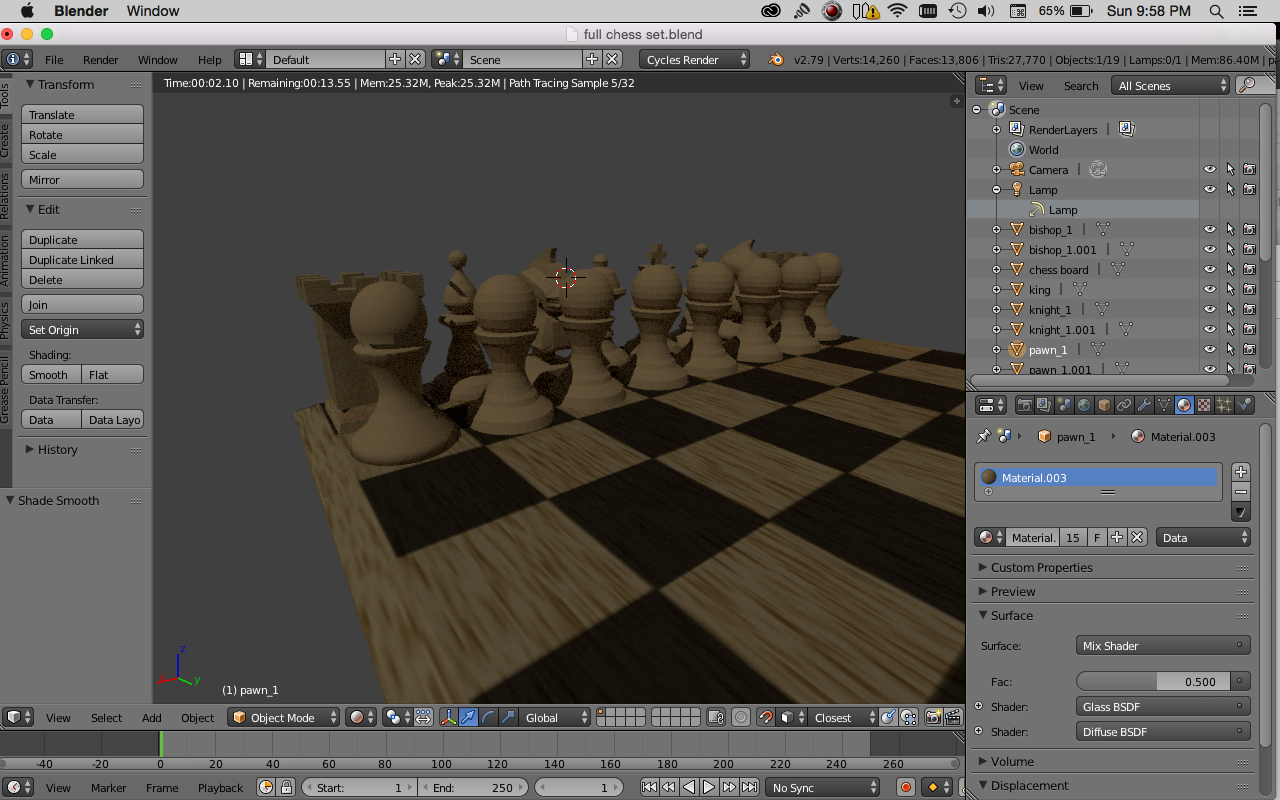 Blender Window 65% Sun 9:58 PM
full chess set.blend
File Render Window Help Default Scene Cycles Render v2.79 | Verts:14,260 | Faces:13,806 | Tris:27,770 | Objects:1/19 | Lamps:0/1 | Mem:86.40M |
Time:00:02.10 | Remaining:00:13.55 | Mem:25.32M, Peak:25.32M | Path Tracing Sample 5/32
Tools
Create
Relations
Animation
Physics
Grease Pencil
Transform
Translate
Rotate
Scale
Mirror
Edit
Duplicate
Duplicate Linked
Delete
Join
Set Origin
Shading:
Smooth Flat
Data Transfer:
Data Data Layo
History
Shade Smooth
z
y
(1) pawn_1
View Search All Scenes
Scene
RenderLayers |
World
Camera |
Lamp
Lamp
bishop_1 |
bishop_1.001 |
chess board |
king |
knight_1 |
knight_1.001 |
pawn_1 |
pawn_1.001 |
pawn_1 Material.003
Material.003
Material. 15 F Data
Custom Properties
Preview
Surface
Surface: Mix Shader
Fac: 0.500
Shader: Glass BSDF
Shader: Diffuse BSDF
Volume
Displacement
View Select Add Object Object Mode Global Closest
-40 -20 0 20 40 60 80 100 120 140 160 180 200 220 240 260
View Marker Frame Playback Start: 1 End: 250 1 No Sync